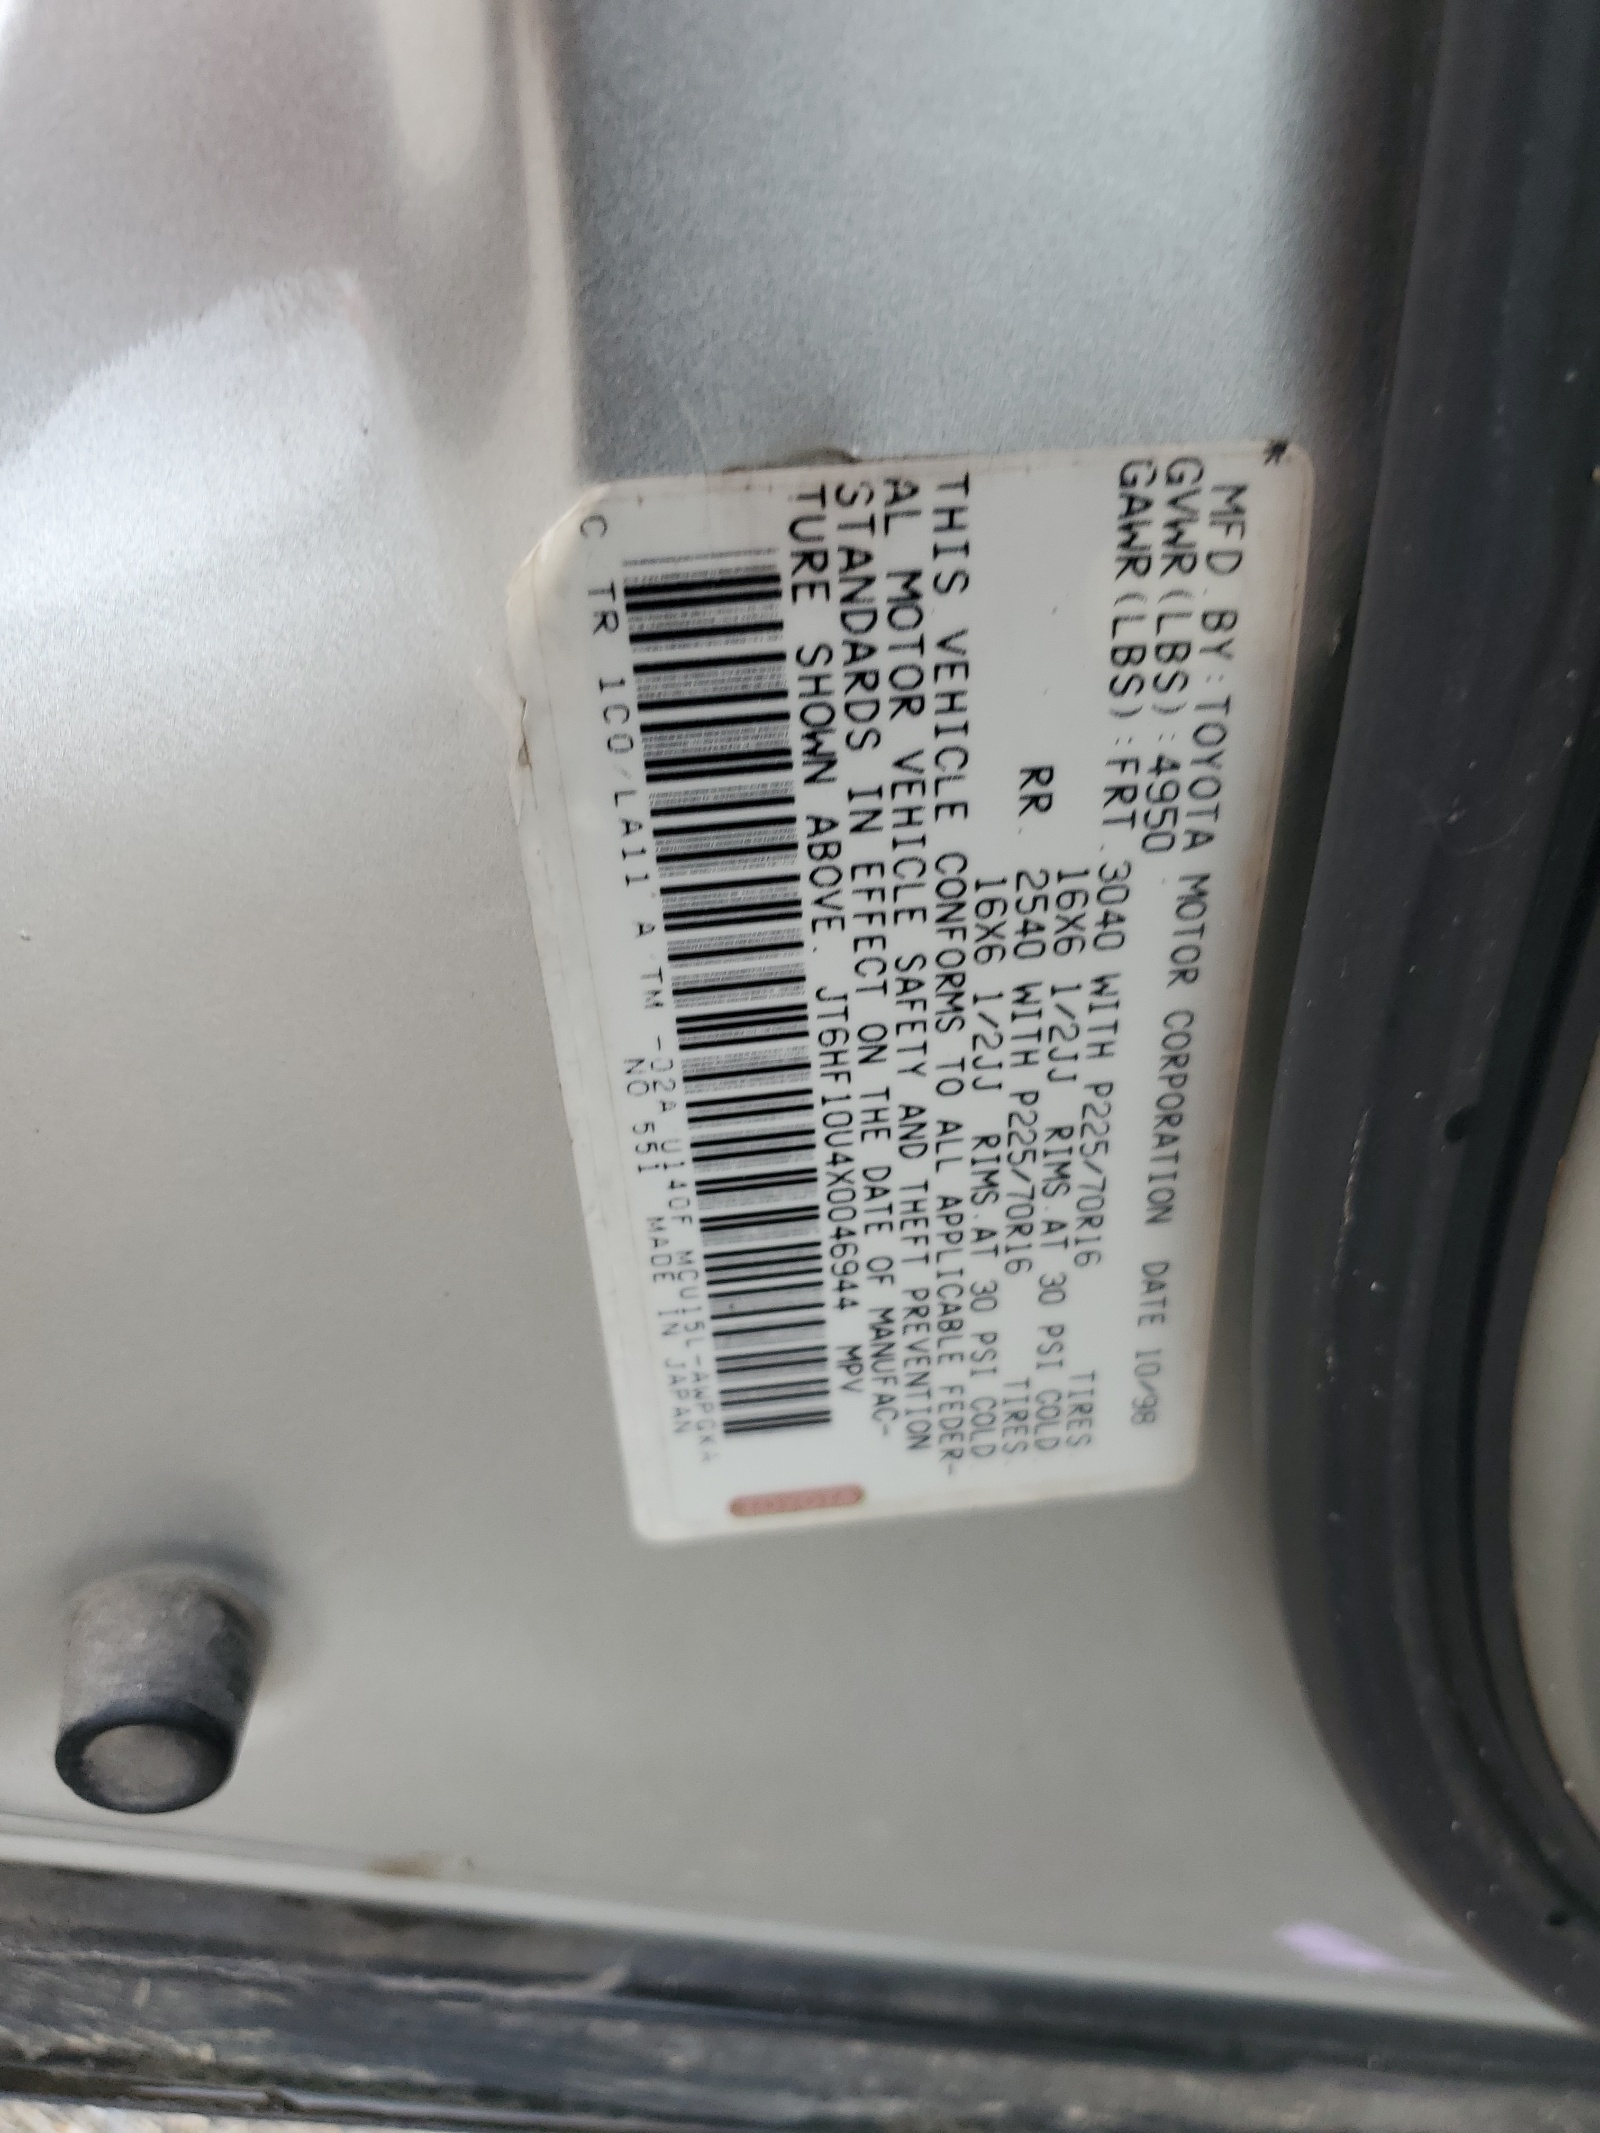 MFD. BY: TOYOTA MOTOR CORPORATION DATE 10/98
GVWR(LBS): 4950
GAWR(LBS): FRT. 3040 WITH P225/70R16 TIRES.
16X6 1/2JJ RIMS. AT 30 PSI COLD
RR. 2540 WITH P225/70R16 TIRES.
16X6 1/2JJ RIMS. AT 30 PSI COLD
THIS VEHICLE CONFORMS TO ALL APPLICABLE FEDER-
AL MOTOR VEHICLE SAFETY AND THEFT PREVENTION
STANDARDS IN EFFECT ON THE DATE OF MANUFAC-
TURE SHOWN ABOVE. JT6HF10U4X0046944 MPV
C TR 1C0/LA11 A TM -02A U140F MCU15L-AWPGKA
NO 551 MADE IN JAPAN